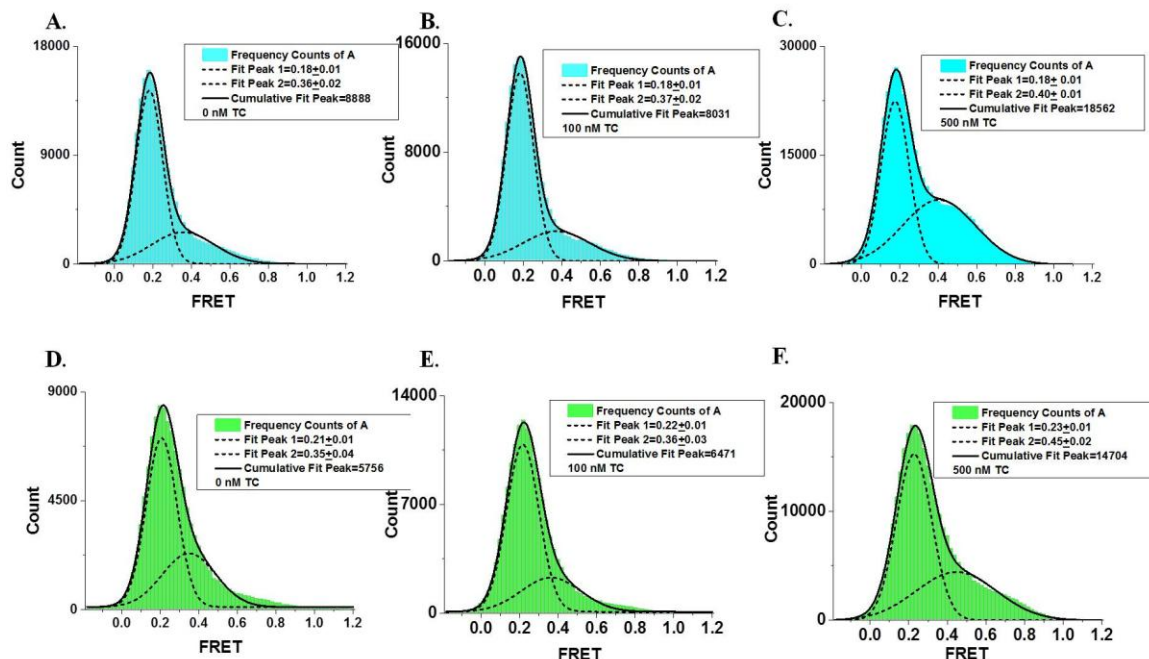 A.
18000
9000
0
Count
0.0 0.2 0.4 0.6 0.8 1.0 1.2
FRET
Frequency Counts of A
Fit Peak 1=0.18±0.01
Fit Peak 2=0.36±0.02
Cumulative Fit Peak=8888
0 nM TC
B.
16000
8000
0
Count
0.0 0.2 0.4 0.6 0.8 1.0 1.2
FRET
Frequency Counts of A
Fit Peak 1=0.18±0.01
Fit Peak 2=0.37±0.02
Cumulative Fit Peak=8031
100 nM TC
C.
30000
15000
0
Count
0.0 0.2 0.4 0.6 0.8 1.0 1.2
FRET
Frequency Counts of A
Fit Peak 1=0.18± 0.01
Fit Peak 2=0.40± 0.01
Cumulative Fit Peak=18562
500 nM TC
D.
9000
4500
0
Count
0.0 0.2 0.4 0.6 0.8 1.0 1.2
FRET
Frequency Counts of A
Fit Peak 1=0.21±0.01
Fit Peak 2=0.35±0.04
Cumulative Fit Peak=5756
0 nM TC
E.
14000
7000
0
Count
0.0 0.2 0.4 0.6 0.8 1.0 1.2
FRET
Frequency Counts of A
Fit Peak 1=0.22±0.01
Fit Peak 2=0.36±0.03
Cumulative Fit Peak=6471
100 nM TC
F.
20000
10000
0
Count
0.0 0.2 0.4 0.6 0.8 1.0 1.2
FRET
Frequency Counts of A
Fit Peak 1=0.23±0.01
Fit Peak 2=0.45±0.02
Cumulative Fit Peak=14704
500 nM TC